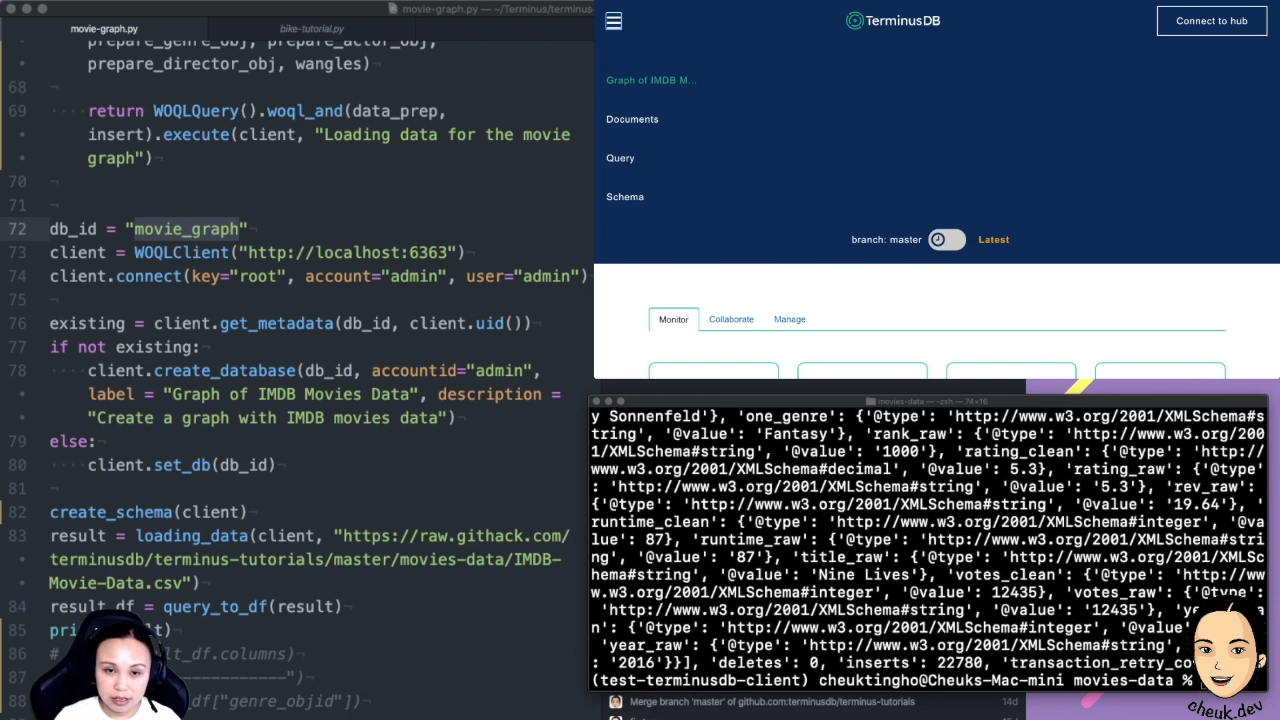 movie-graph.py — ~/Terminus/terminus-
movie-graph.py
bike-tutorial.py
prepare_genre_obj, prepare_actor_obj,
prepare_director_obj, wangles)
68
69 return WOQLQuery().woql_and(data_prep,
insert).execute(client, "Loading data for the movie
graph")
70
71
72 db_id = "movie_graph"
73 client = WOQLClient("http://localhost:6363")
74 client.connect(key="root", account="admin", user="admin")
75
76 existing = client.get_metadata(db_id, client.uid())
77 if not existing:
78 client.create_database(db_id, accountid="admin",
label = "Graph of IMDB Movies Data", description =
"Create a graph with IMDB movies data")
79 else:
80 client.set_db(db_id)
81
82 create_schema(client)
83 result = loading_data(client, "https://raw.githack.com/
terminusdb/terminus-tutorials/master/movies-data/IMDB-
Movie-Data.csv")
84 result_df = query_to_df(result)
85
86 #
87
TerminusDB
Connect to hub
Graph of IMDB M...
Documents
Query
Schema
branch: master
Latest
Monitor
Collaborate
Manage
movies-data — -zsh — 74×16
y Sonnenfeld'}, 'one_genre': {'@type': 'http://www.w3.org/2001/XMLSchema#s
tring', '@value': 'Fantasy'}, 'rank_raw': {'@type': 'http://www.w3.org/200
1/XMLSchema#string', '@value': '1000'}, 'rating_clean': {'@type': 'http://
www.w3.org/2001/XMLSchema#decimal', '@value': 5.3}, 'rating_raw': {'@type'
: 'http://www.w3.org/2001/XMLSchema#string', '@value': '5.3'}, 'rev_raw':
{'@type': 'http://www.w3.org/2001/XMLSchema#string', '@value': '19.64'},
'runtime_clean': {'@type': 'http://www.w3.org/2001/XMLSchema#integer', '@va
lue': 87}, 'runtime_raw': {'@type': 'http://www.w3.org/2001/XMLSchema#stri
ng', '@value': '87'}, 'title_raw': {'@type': 'http://www.w3.org/2001/XMLSc
hema#string', '@value': 'Nine Lives'}, 'votes_clean': {'@type': 'http://ww
w.w3.org/2001/XMLSchema#integer', '@value': 12435}, 'votes_raw': {'@type':
'http://www.w3.org/2001/XMLSchema#string', '@value': '12435'},
n': {'@type': 'http://www.w3.org/2001/XMLSchema#integer', '@value'
'year_raw': {'@type': 'http://www.w3.org/2001/XMLSchema#string',
: '2016'}}], 'deletes': 0, 'inserts': 22780, 'transaction_retry_co
(test-terminusdb-client) cheuktingho@Cheuks-Mac-mini movies-data %
Merge branch 'master' of github.com:terminusdb/terminus-tutorials
14d
cheuk.dev